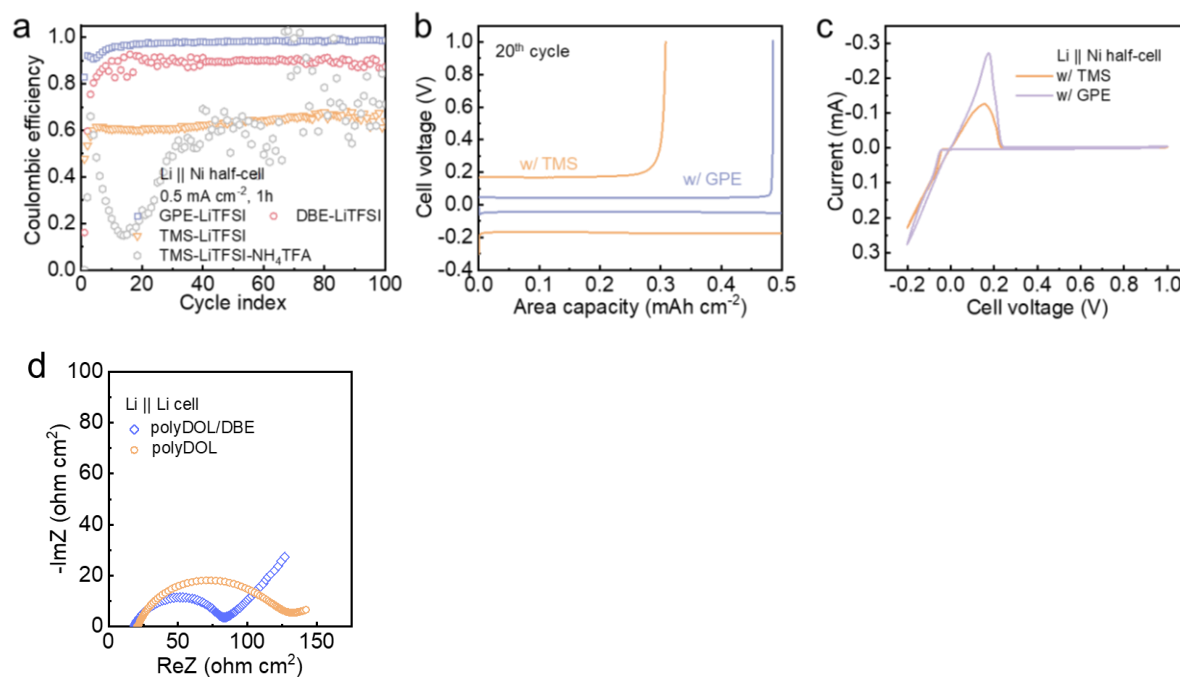 a
1.0
0.8
0.6
0.4
0.2
0.0
Coulombic efficiency
Li || Ni half-cell
0.5 mA cm⁻², 1h
GPE-LiTFSI DBE-LiTFSI
TMS-LiTFSI
TMS-LiTFSI-NH₄TFA
0 20 40 60 80 100
Cycle index
b
1.0
0.8
0.6
0.4
0.2
0.0
-0.2
-0.4
Cell voltage (V)
20ᵗʰ cycle
w/ TMS
w/ GPE
0.0 0.1 0.2 0.3 0.4 0.5
Area capacity (mAh cm⁻²)
c
-0.3
-0.2
-0.1
0.0
0.1
0.2
0.3
Current (mA)
Li || Ni half-cell
w/ TMS
w/ GPE
-0.2 0.0 0.2 0.4 0.6 0.8 1.0
Cell voltage (V)
d
100
80
60
40
20
0
-ImZ (ohm cm²)
Li || Li cell
polyDOL/DBE
polyDOL
0 50 100 150
ReZ (ohm cm²)